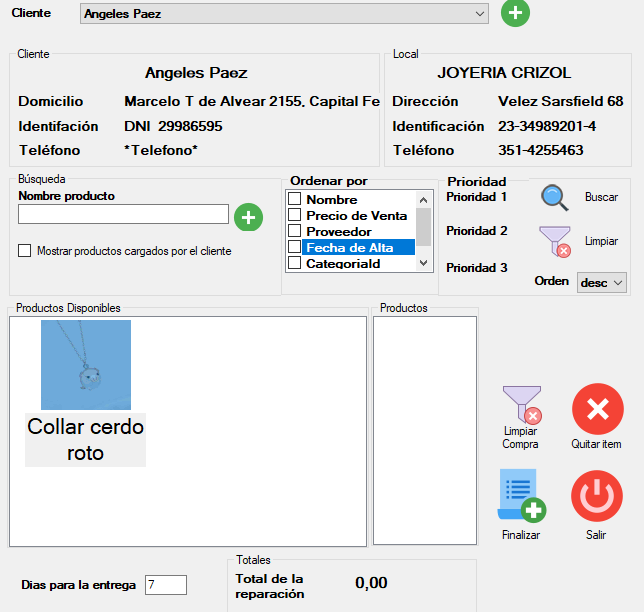 Cliente
Angeles Paez
Cliente
Angeles Paez
Domicilio Marcelo T de Alvear 2155, Capital Fe
Identifación DNI 29986595
Teléfono *Telefono*
Local
JOYERIA CRIZOL
Dirección Velez Sarsfield 68
Identificación 23-34989201-4
Teléfono 351-4255463
Búsqueda
Nombre producto
Mostrar productos cargados por el cliente
Ordenar por
Nombre
Precio de Venta
Proveedor
Fecha de Alta
CategoriaId
Prioridad
Prioridad 1
Prioridad 2
Prioridad 3
Buscar
Limpiar
Orden desc
Productos Disponibles
Collar cerdo
roto
Productos
Limpiar
Compra
Quitar item
Finalizar
Salir
Dias para la entrega 7
Totales
Total de la
reparación
0,00